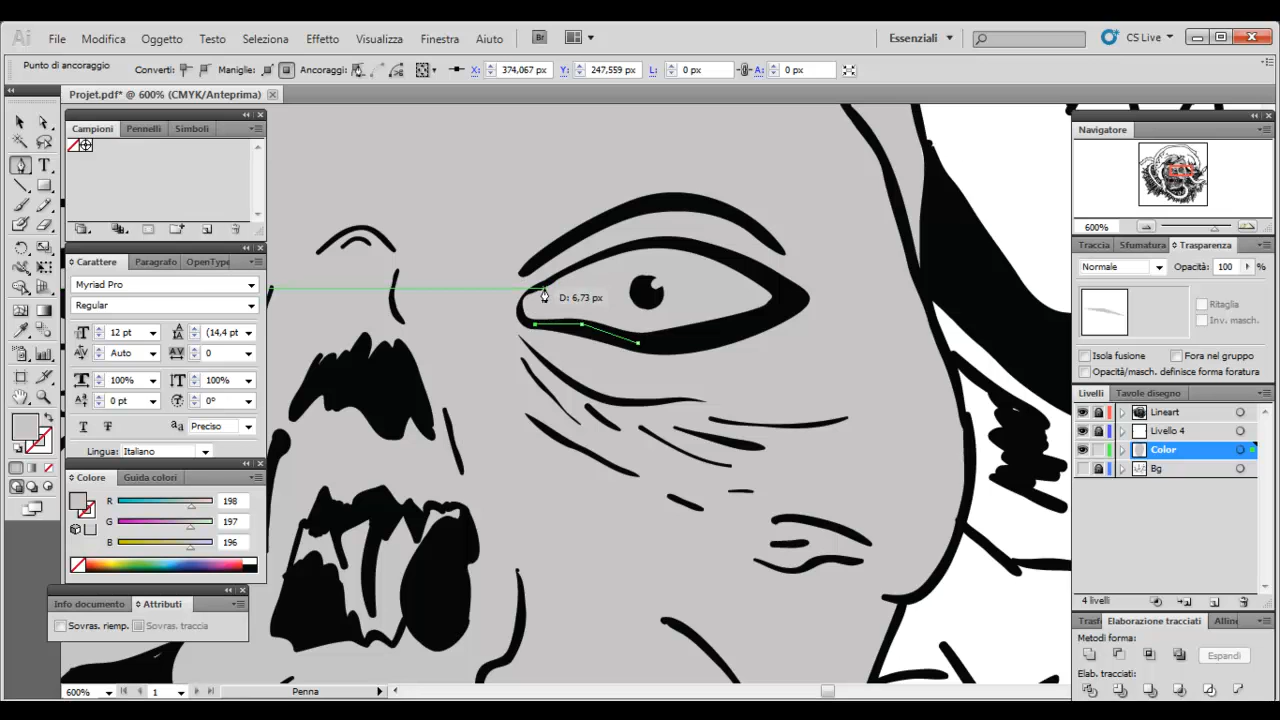 Ai File Modifica Oggetto Testo Seleziona Effetto Visualizza Finestra Aiuto Br Essenziali CS Live
Punto di ancoraggio Converti: Maniglie: Ancoraggi: X: 374,067 px Y: 247,559 px L: 0 px A: 0 px
Projet.pdf* @ 600% (CMYK/Anteprima)
Campioni Pennelli Simboli
Carattere Paragrafo OpenType
Myriad Pro
Regular
12 pt (14,4 pt
Auto 0
100% 100%
0 pt 0°
Preciso
Lingua: Italiano
Colore Guida colori
R 198
G 197
B 196
Info documento Attributi
Sovras. riemp. Sovras. traccia
D: 6,73 px
Navigatore
600%
Traccia Sfumatura Trasparenza
Normale Opacità: 100 %
Ritaglia
Inv. masch.
Isola fusione Fora nel gruppo
Opacità/masch. definisce forma foratura
Livelli Tavole disegno
Lineart
Livello 4
Color
Bg
4 livelli
Trasf Elaborazione tracciati Alline
Metodi forma:
Espandi
Elab. tracciati:
600% 1 Penna